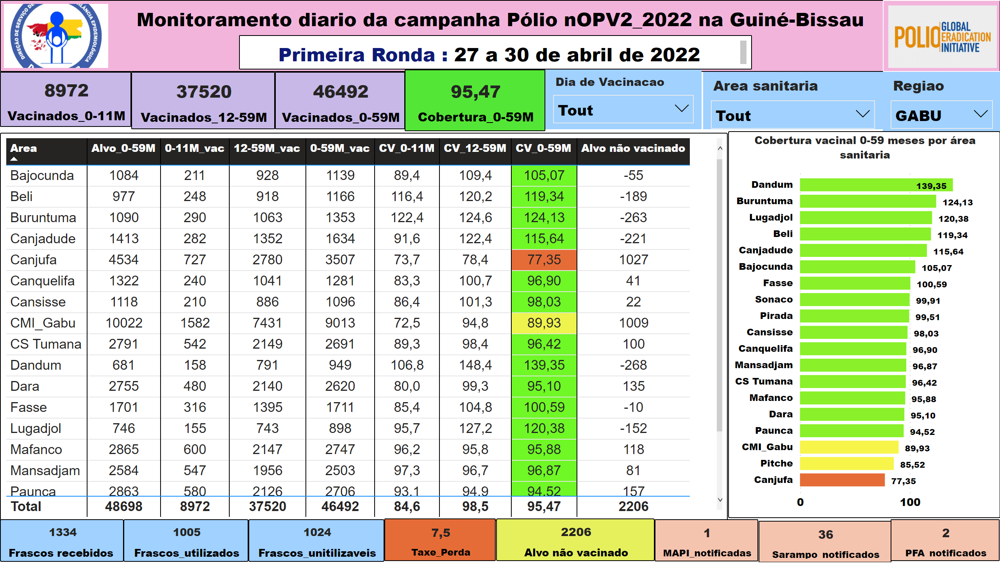 DIREÇÃO DE SERVIÇO DE
VILÂNCIA EPIDEMIOLÓGICA
Monitoramento diario da campanha Pólio nOPV2_2022 na Guiné-Bissau
Primeira Ronda : 27 a 30 de abril de 2022
POLIO GLOBAL
ERADICATION
INITIATIVE
8972
Vacinados_0-11M
37520
Vacinados_12-59M
46492
Vacinados_0-59M
95,47
Cobertura_0-59M
Dia de Vacinacao
Tout
Area sanitaria
Tout
Regiao
GABU
Area Alvo_0-59M 0-11M_vac 12-59M_vac 0-59M_vac CV_0-11M CV_12-59M CV_0-59M Alvo não vacinado
Bajocunda 1084 211 928 1139 89,4 109,4 105,07 -55
Beli 977 248 918 1166 116,4 120,2 119,34 -189
Buruntuma 1090 290 1063 1353 122,4 124,6 124,13 -263
Canjadude 1413 282 1352 1634 91,6 122,4 115,64 -221
Canjufa 4534 727 2780 3507 73,7 78,4 77,35 1027
Canquelifa 1322 240 1041 1281 83,3 100,7 96,90 41
Cansisse 1118 210 886 1096 86,4 101,3 98,03 22
CMI_Gabu 10022 1582 7431 9013 72,5 94,8 89,93 1009
CS Tumana 2791 542 2149 2691 89,3 98,4 96,42 100
Dandum 681 158 791 949 106,8 148,4 139,35 -268
Dara 2755 480 2140 2620 80,0 99,3 95,10 135
Fasse 1701 316 1395 1711 85,4 104,8 100,59 -10
Lugadjol 746 155 743 898 95,7 127,2 120,38 -152
Mafanco 2865 600 2147 2747 96,2 95,8 95,88 118
Mansadjam 2584 547 1956 2503 97,3 96,7 96,87 81
Paunca 2863 580 2126 2706 93,1 94,9 94,52 157
Total 48698 8972 37520 46492 84,6 98,5 95,47 2206
Cobertura vacinal 0-59 meses por área
sanitaria
Dandum 139,35
Buruntuma 124,13
Lugadjol 120,38
Beli 119,34
Canjadude 115,64
Bajocunda 105,07
Fasse 100,59
Sonaco 99,91
Pirada 99,51
Cansisse 98,03
Canquelifa 96,90
Mansadjam 96,87
CS Tumana 96,42
Mafanco 95,88
Dara 95,10
Paunca 94,52
CMI_Gabu 89,93
Pitche 85,52
Canjufa 77,35
0 100
1334
Frascos recebidos
1005
Frascos_utilizados
1024
Frascos_unitilizaveis
7,5
Taxe_Perda
2206
Alvo não vacinado
1
MAPI_notificadas
36
Sarampo notificados
2
PFA notificados